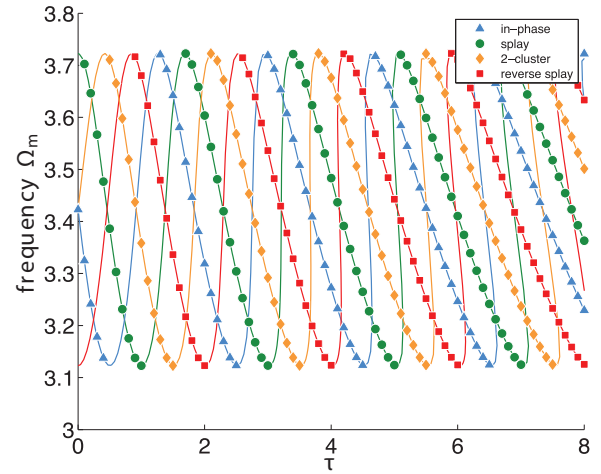 3.8
3.7
3.6
3.5
3.4
3.3
3.2
3.1
3
frequency Ωm
in−phase
splay
2−cluster
reverse splay
0 2 4 6 8
τ